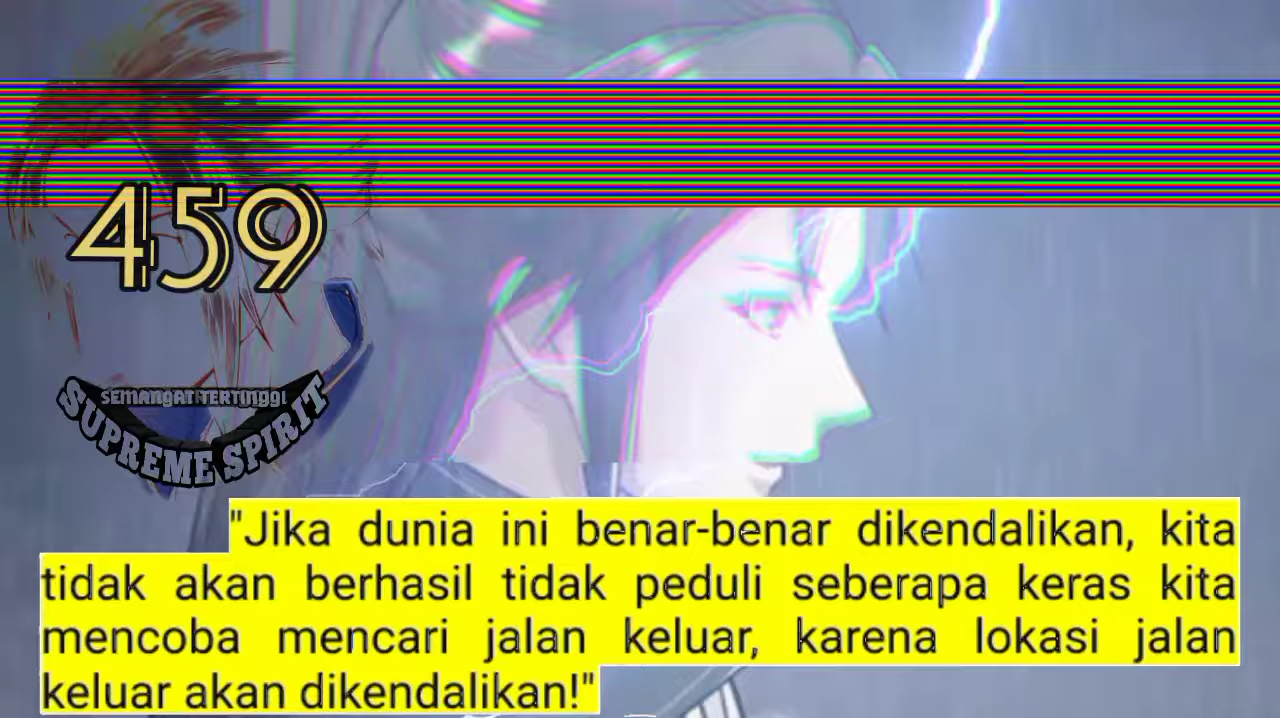 459
SEMANGAT TERTINGGI
SUPREME SPIRIT
"Jika dunia ini benar-benar dikendalikan, kita
tidak akan berhasil tidak peduli seberapa keras kita
mencoba mencari jalan keluar, karena lokasi jalan
keluar akan dikendalikan!"